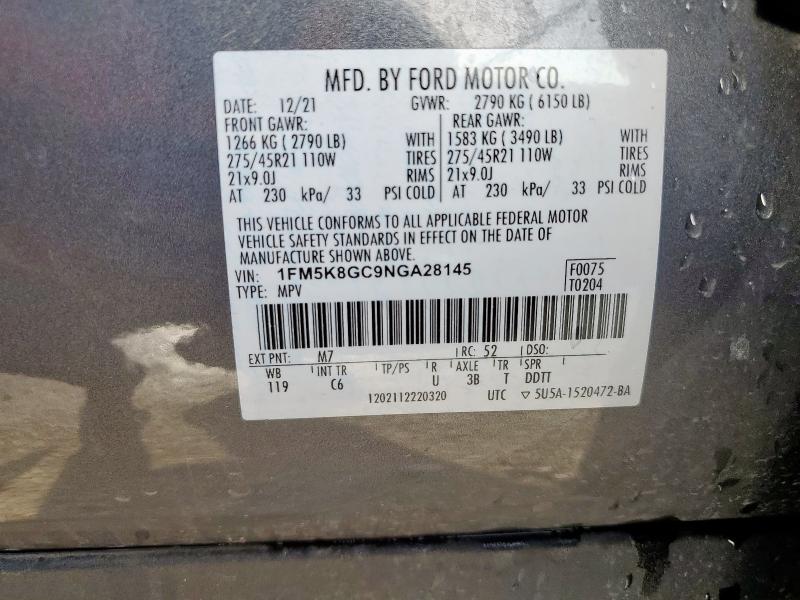 MFD. BY FORD MOTOR CO.
DATE: 12/21 GVWR: 2790 KG ( 6150 LB)
FRONT GAWR: REAR GAWR:
1266 KG ( 2790 LB) WITH 1583 KG ( 3490 LB) WITH
275/45R21 110W TIRES 275/45R21 110W TIRES
21x9.0J RIMS 21x9.0J RIMS
AT 230 kPa/ 33 PSI COLD AT 230 kPa/ 33 PSI COLD
THIS VEHICLE CONFORMS TO ALL APPLICABLE FEDERAL MOTOR
VEHICLE SAFETY STANDARDS IN EFFECT ON THE DATE OF
MANUFACTURE SHOWN ABOVE.
VIN: 1FM5K8GC9NGA28145 F0075
TYPE: MPV T0204
EXT PNT: M7 RC: 52 DSO:
WB INT TR TP/PS R AXLE TR SPR
119 C6 U 3B T DDTT
1202112220320 UTC ▽ 5U5A-1520472-BA